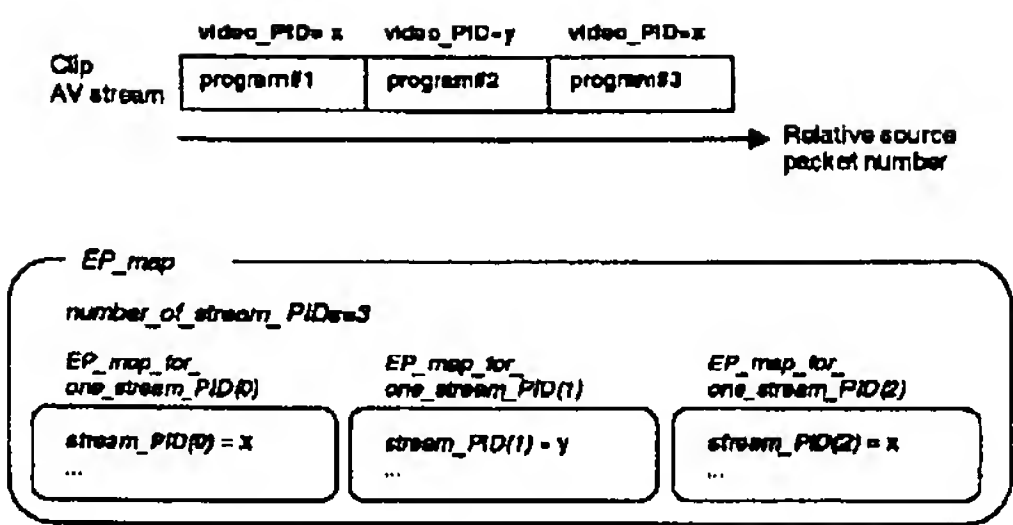 video_PID= x video_PID=y video_PID=x
Clip
AV stream
program#1 program#2 program#3
Relative source
packet number
EP_map
number_of_stream_PIDs=3
EP_map_for_ EP_map_for_ EP_map_for_
one_stream_PID(0) one_stream_PID(1) one_stream_PID(2)
stream_PID(0) = x stream_PID(1) = y stream_PID(2) = x
... ... ...